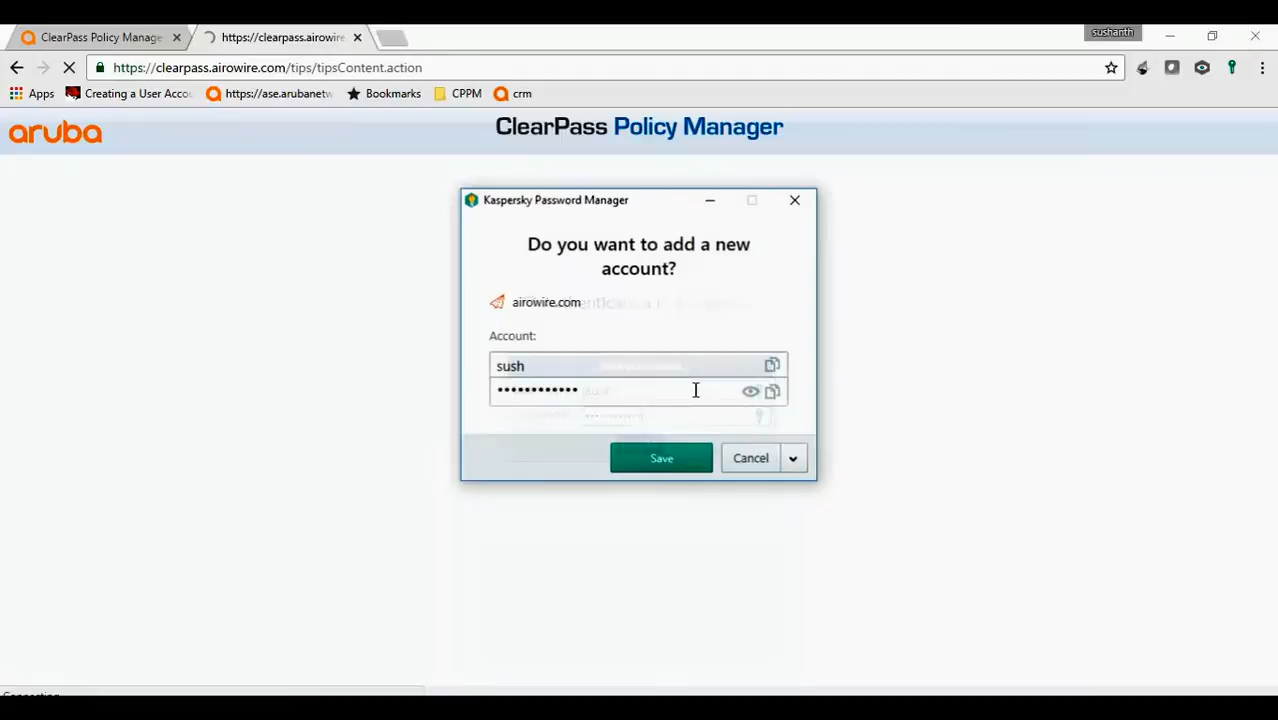 ClearPass Policy Manage
https://clearpass.airowire
sushanth
https://clearpass.airowire.com/tips/tipsContent.action
Apps
Creating a User Accou
https://ase.arubanetw
Bookmarks
CPPM
crm
aruba
ClearPass Policy Manager
Kaspersky Password Manager
Do you want to add a new
account?
airowire.com
Account:
sush
••••••••••••
Save
Cancel